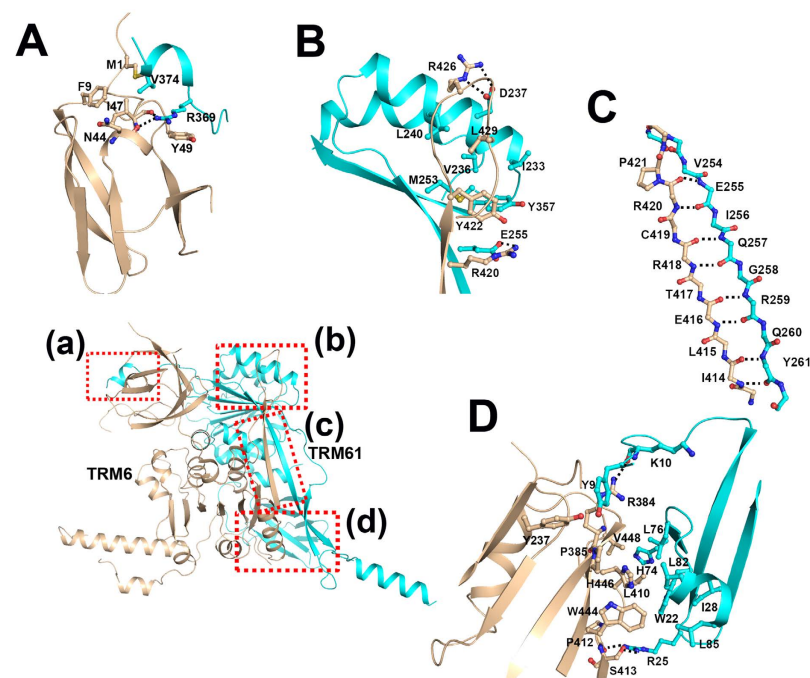 A
M1
V374
F9
I47
R369
N44
Y49
B
R426
D237
L240
L429
V236
I233
M253
Y357
Y422
E255
R420
C
P421
V254
E255
R420
I256
C419
Q257
R418
G258
T417
R259
E416
Q260
L415
Y261
I414
(a)
(b)
(c)
TRM6
TRM61
(d)
D
K10
Y9
R384
Y237
L76
V448
P385
H74
L82
H446
L410
I28
W444
W22
P412
L85
R25
S413